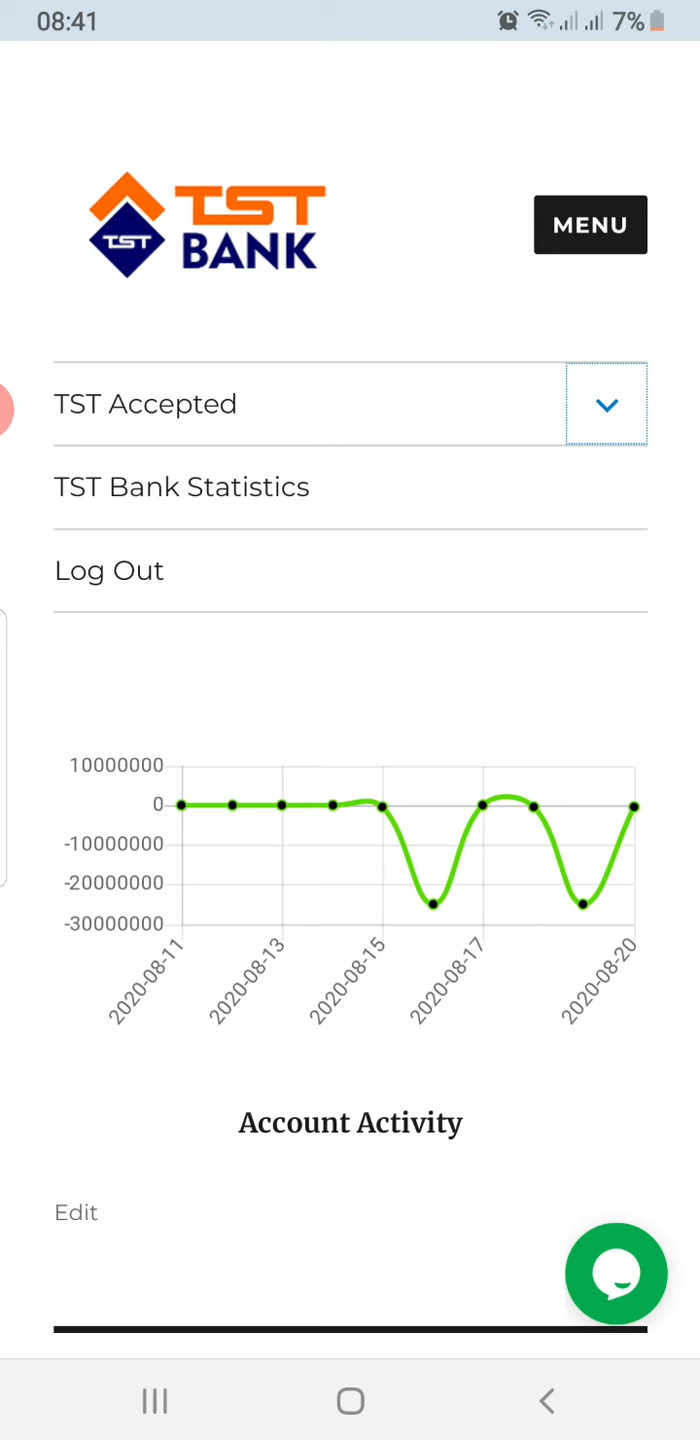 08:41
7%
TST
TST
BANK
MENU
TST Accepted
TST Bank Statistics
Log Out
10000000
0
-10000000
-20000000
-30000000
2020-08-11
2020-08-13
2020-08-15
2020-08-17
2020-08-20
Account Activity
Edit